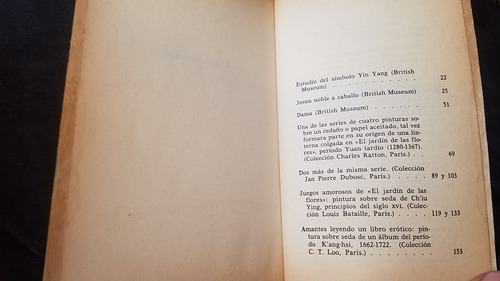 Estudio del símbolo Yin Yang (British
Museum) . . . . . . . . . . . 22
Joven noble a caballo (British Museum) 25
Dama (British Museum) . . . . . . 31
Una de las series de cuatro pinturas so-
bre un redaño o papel aceitado, tal vez
formara parte en su origen de una lin-
terna colgada en «El jardín de las flo-
res», período Yuan tardío (1280-1367).
(Colección Charles Ratton, París.) . . 69
Dos más de la misma serie. (Colección
Jan Pierre Dubosc, París.) . . . . 89 y 103
Juegos amorosos de «El jardín de las
flores»: pintura sobre seda de Ch'iu
Ying, principios del siglo XVI. (Colec-
ción Louis Bataille, París.) . . . . 119 y 133
Amantes leyendo un libro erótico: pin-
tura sobre seda de un álbum del perío-
do K'ang-hsi, 1662-1722. (Colección
C. T. Loo, París.) . . . . . . . . 153